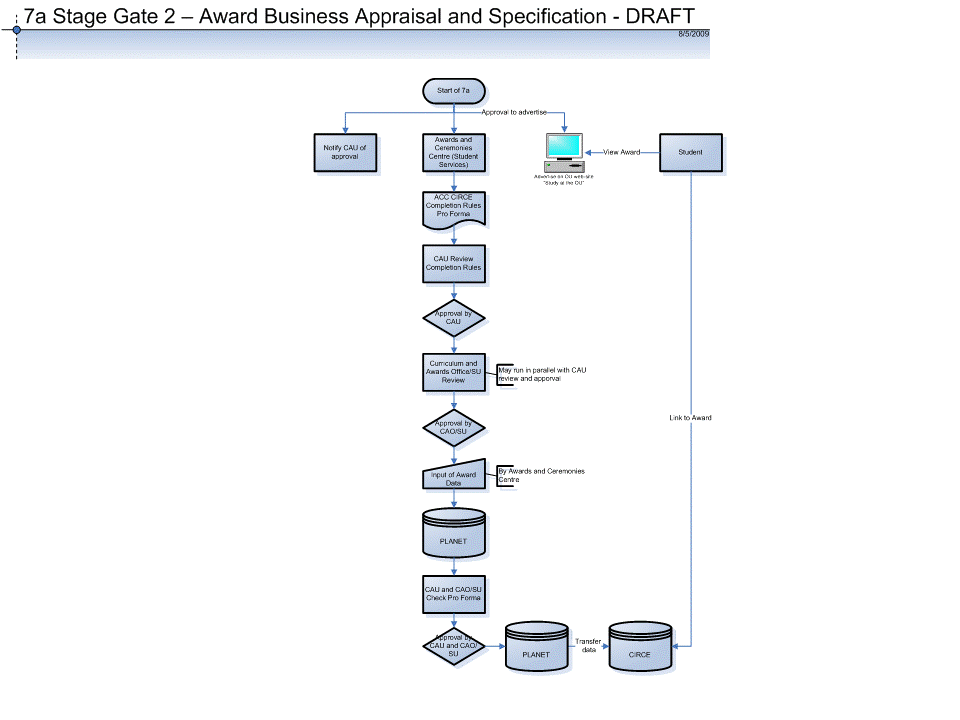 7a Stage Gate 2 – Award Business Appraisal and Specification - DRAFT
8/5/2009
Start of 7a
Approval to advertise
Notify CAU of
approval
Awards and
Ceremonies
Centre (Student
Services)
View Award
Student
Advertise on OU web-site
"Study at the OU"
ACC CIRCE
Completion Rules
Pro Forma
CAU Review
Completion Rules
Approval by
CAU
Curriculum and
Awards Office/SU
Review
May run in parallel with CAU
review and apporval
Link to Award
Approval by
CAO/SU
Input of Award
Data
By Awards and Ceremonies
Centre
PLANET
CAU and CAO/SU
Check Pro Forma
Approval by
CAU and CAO/
SU
PLANET
Transfer
data
CIRCE